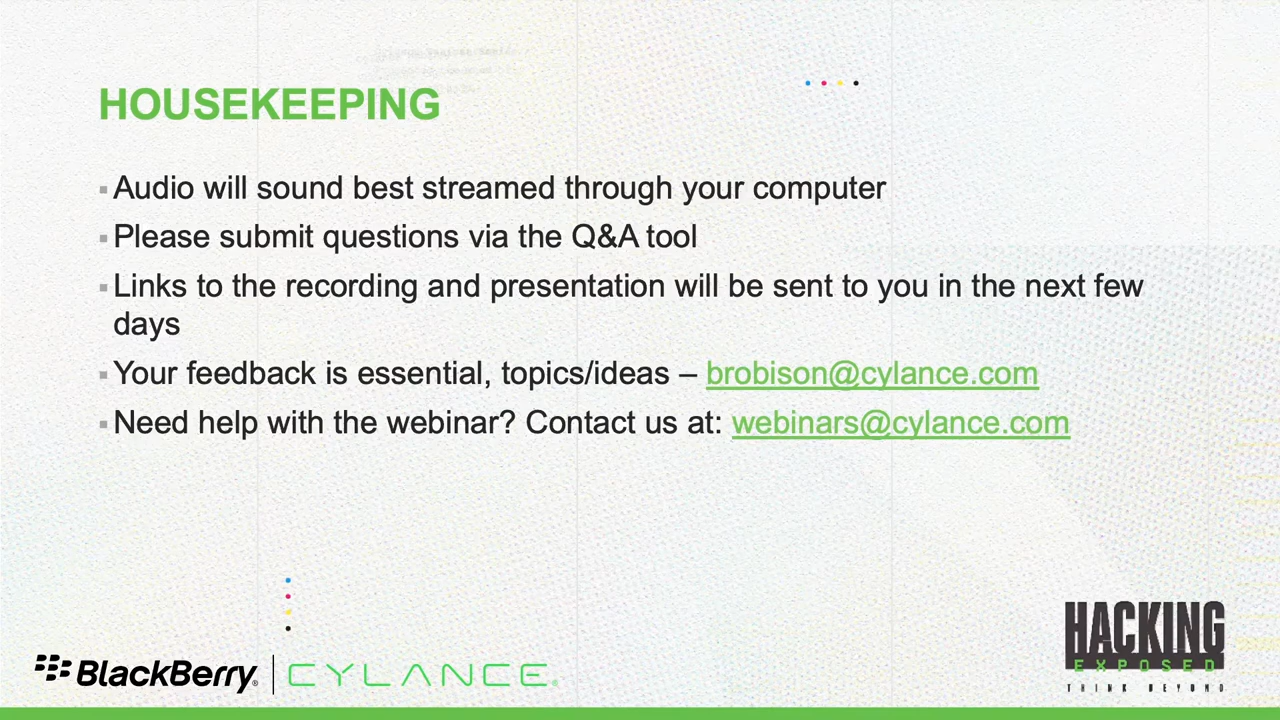 HOUSEKEEPING
▪ Audio will sound best streamed through your computer
▪ Please submit questions via the Q&A tool
▪ Links to the recording and presentation will be sent to you in the next few
days
▪ Your feedback is essential, topics/ideas – brobison@cylance.com
▪ Need help with the webinar? Contact us at: webinars@cylance.com
BlackBerry® | CYLANCE®
HACKING
EXPOSED
THINK BEYOND